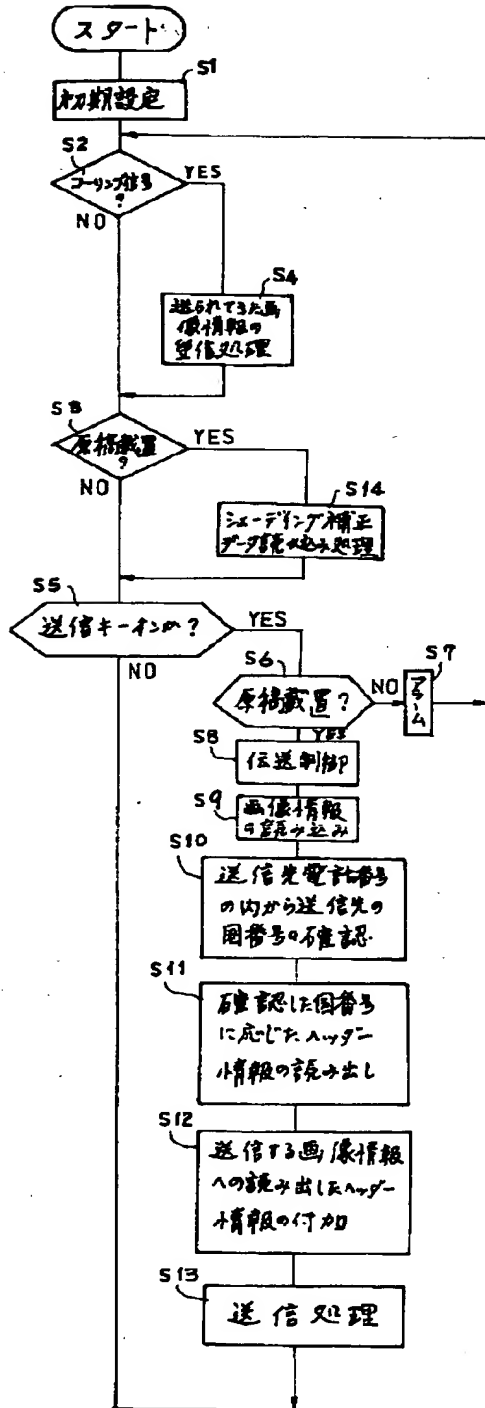 スタート
S1
初期設定
S2
コーリング信号
?
YES
NO
S4
送られてきた画
像情報の
受信処理
S3
原稿載置
?
YES
NO
S14
シェーディング補正
データ読み込み処理
S5
送信キーオンか?
YES
NO
S6
原稿載置?
NO
S7
アラーム
YES
S8
伝送制御
S9
画像情報
の読み込み
S10
送信先電話番号
の内から送信先の
国番号の確認
S11
確認した国番号
に応じたヘッダー
情報の読み出し
S12
送信する画像情報
への読み出したヘッダー
情報の付加
S13
送信処理